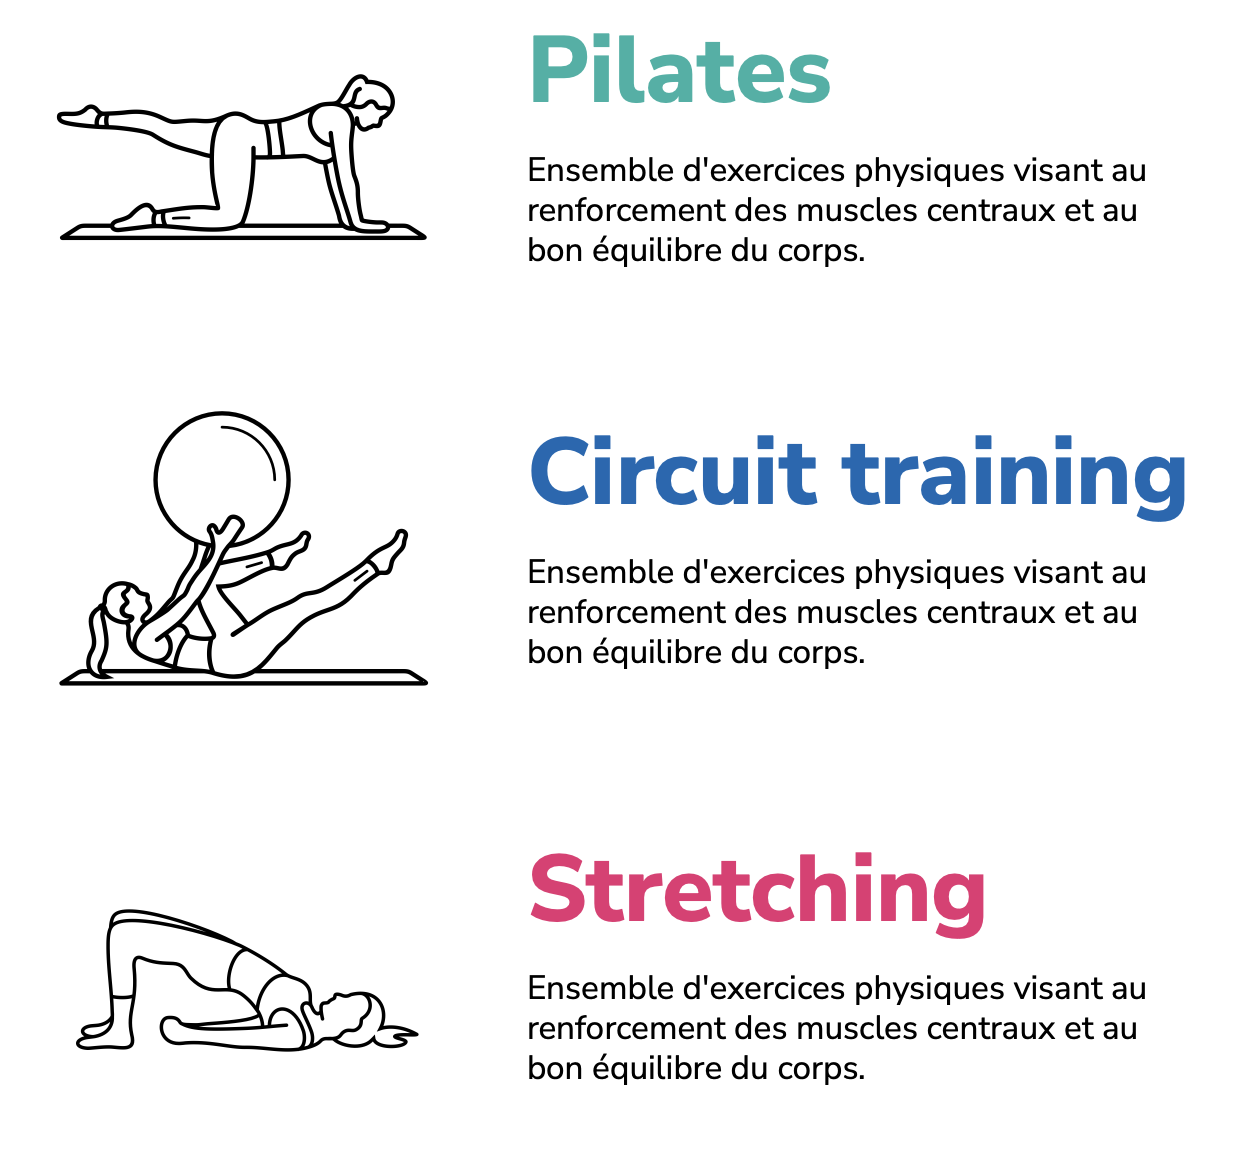 Pilates
Ensemble d'exercices physiques visant au
renforcement des muscles centraux et au
bon équilibre du corps.
Circuit training
Ensemble d'exercices physiques visant au
renforcement des muscles centraux et au
bon équilibre du corps.
Stretching
Ensemble d'exercices physiques visant au
renforcement des muscles centraux et au
bon équilibre du corps.